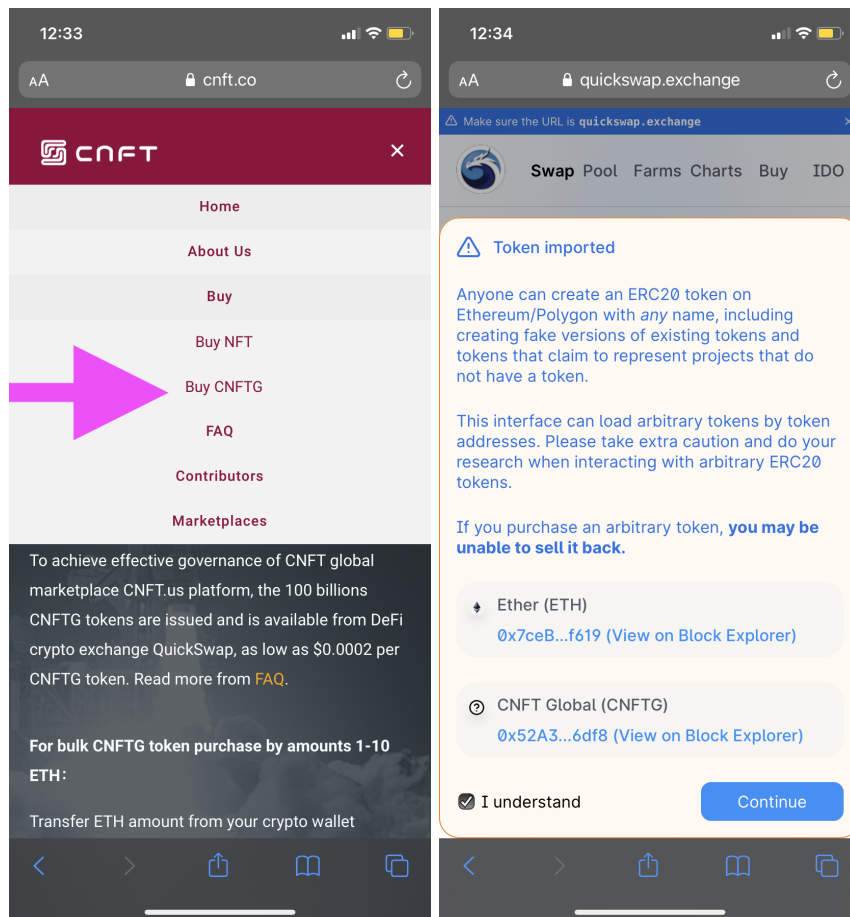 12:33
AA cnft.co
CNFT
Home
About Us
Buy
Buy NFT
Buy CNFTG
FAQ
Contributors
Marketplaces
To achieve effective governance of CNFT global
marketplace CNFT.us platform, the 100 billions
CNFTG tokens are issued and is available from DeFi
crypto exchange QuickSwap, as low as $0.0002 per
CNFTG token. Read more from FAQ.
For bulk CNFTG token purchase by amounts 1-10
ETH:
Transfer ETH amount from your crypto wallet
12:34
AA quickswap.exchange
Make sure the URL is quickswap.exchange
Swap Pool Farms Charts Buy IDO
Token imported
Anyone can create an ERC20 token on
Ethereum/Polygon with any name, including
creating fake versions of existing tokens and
tokens that claim to represent projects that do
not have a token.
This interface can load arbitrary tokens by token
addresses. Please take extra caution and do your
research when interacting with arbitrary ERC20
tokens.
If you purchase an arbitrary token, you may be
unable to sell it back.
Ether (ETH)
0x7ceB...f619 (View on Block Explorer)
CNFT Global (CNFTG)
0x52A3...6df8 (View on Block Explorer)
I understand
Continue